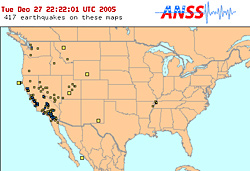 Tue Dec 27 22:22:01 UTC 2005
417 earthquakes on these maps
ANSS